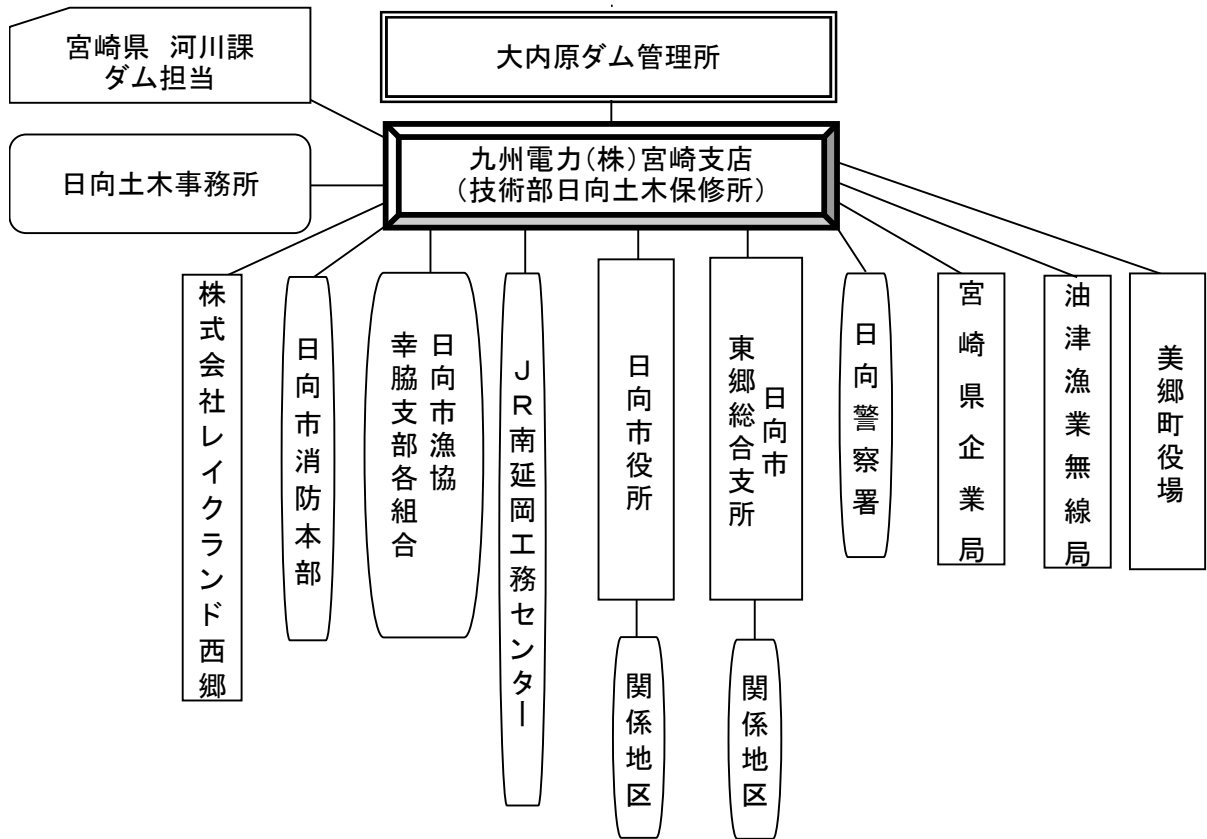 宮崎県　河川課
ダム担当
大内原ダム管理所
九州電力(株)宮崎支店
(技術部日向土木保修所)
日向土木事務所
株式会社レイクランド西郷
日向市消防本部
日向市漁協
幸脇支部各組合
JR南延岡工務センター
日向市役所
日向市
東郷総合支所
日向警察署
宮崎県企業局
油津漁業無線局
美郷町役場
関係地区
関係地区